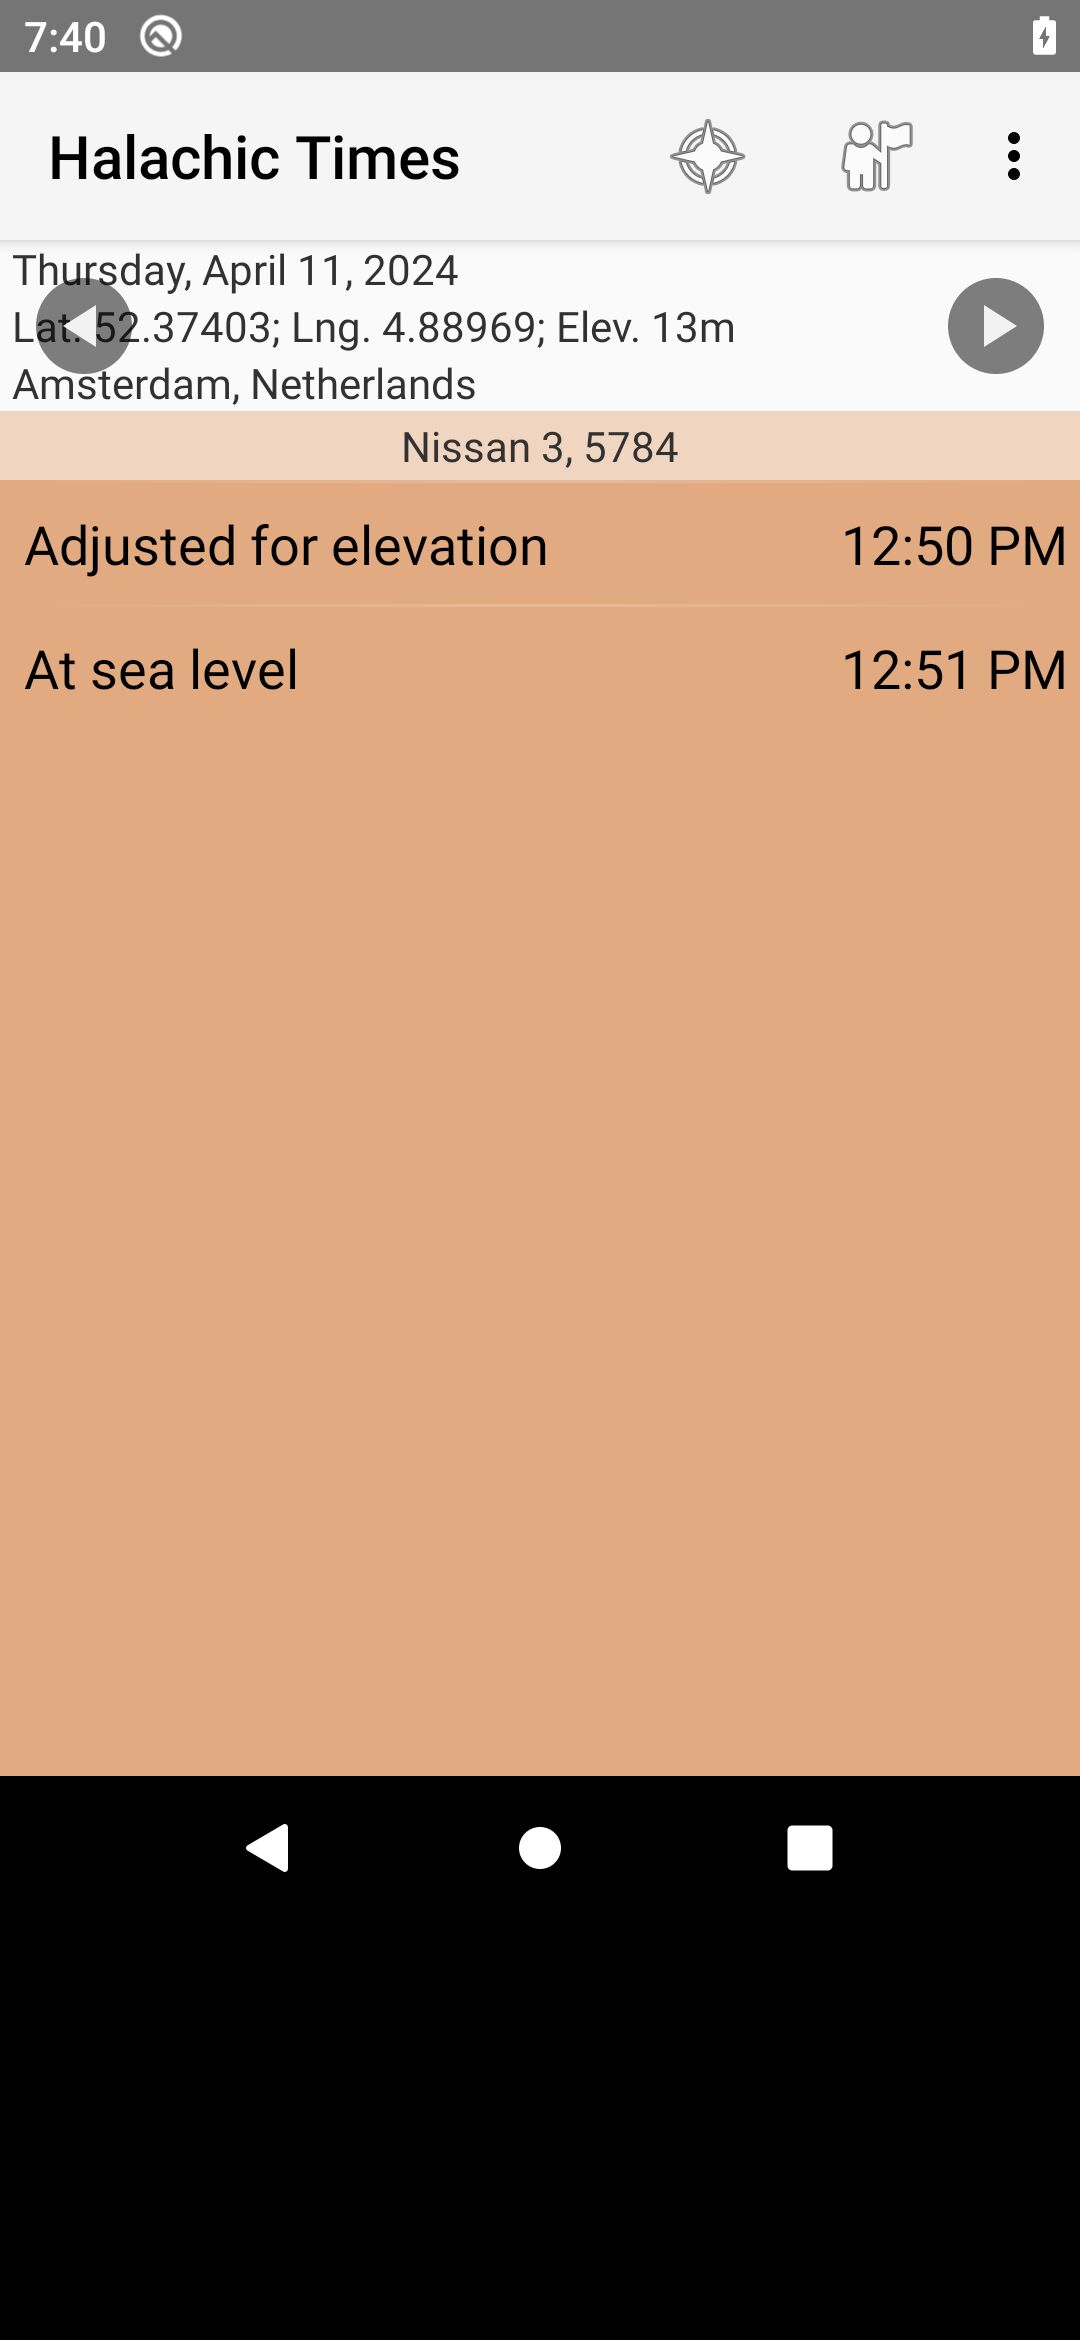 7:40
Halachic Times
Thursday, April 11, 2024
Lat. 52.37403; Lng. 4.88969; Elev. 13m
Amsterdam, Netherlands
Nissan 3, 5784
Adjusted for elevation 12:50 PM
At sea level 12:51 PM